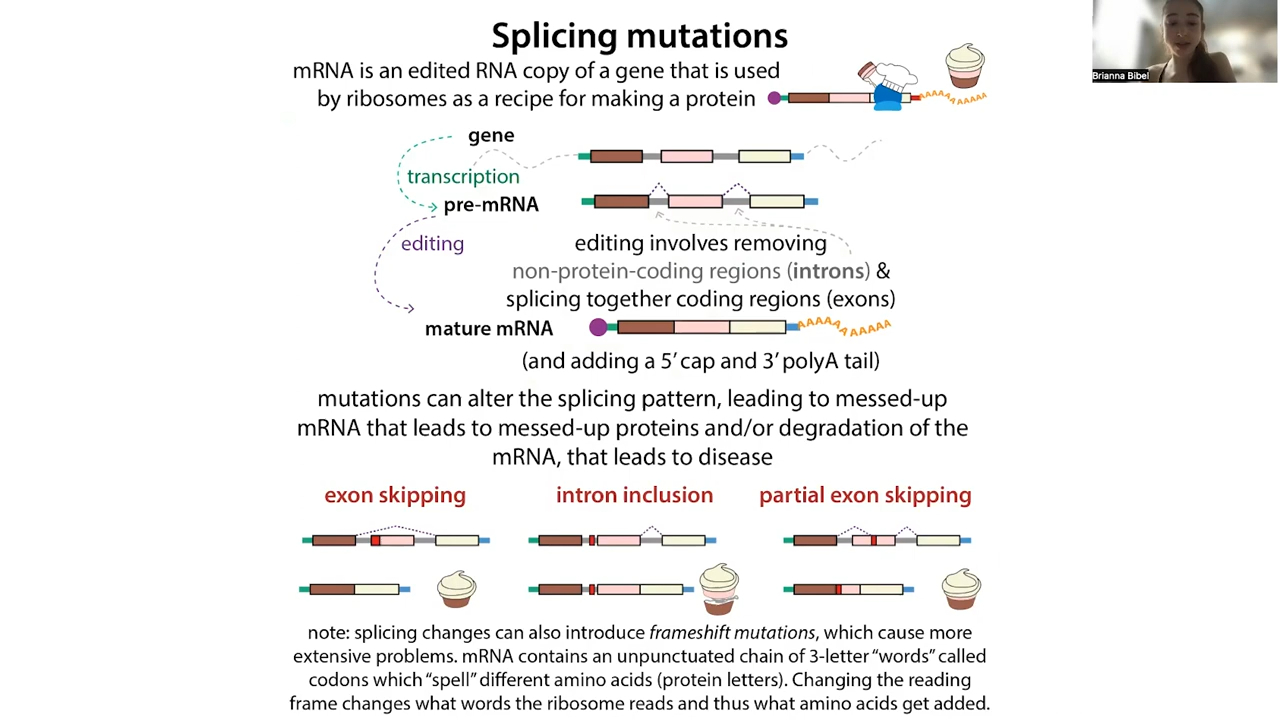 Splicing mutations
mRNA is an edited RNA copy of a gene that is used
by ribosomes as a recipe for making a protein
AAAAAAAAAA
Brianna Bibel
gene
transcription
pre-mRNA
editing
editing involves removing
non-protein-coding regions (introns) &
splicing together coding regions (exons)
mature mRNA
AAAAAAAAAA
(and adding a 5’ cap and 3’ polyA tail)
mutations can alter the splicing pattern, leading to messed-up
mRNA that leads to messed-up proteins and/or degradation of the
mRNA, that leads to disease
exon skipping
intron inclusion
partial exon skipping
note: splicing changes can also introduce frameshift mutations, which cause more
extensive problems. mRNA contains an unpunctuated chain of 3-letter “words” called
codons which “spell” different amino acids (protein letters). Changing the reading
frame changes what words the ribosome reads and thus what amino acids get added.